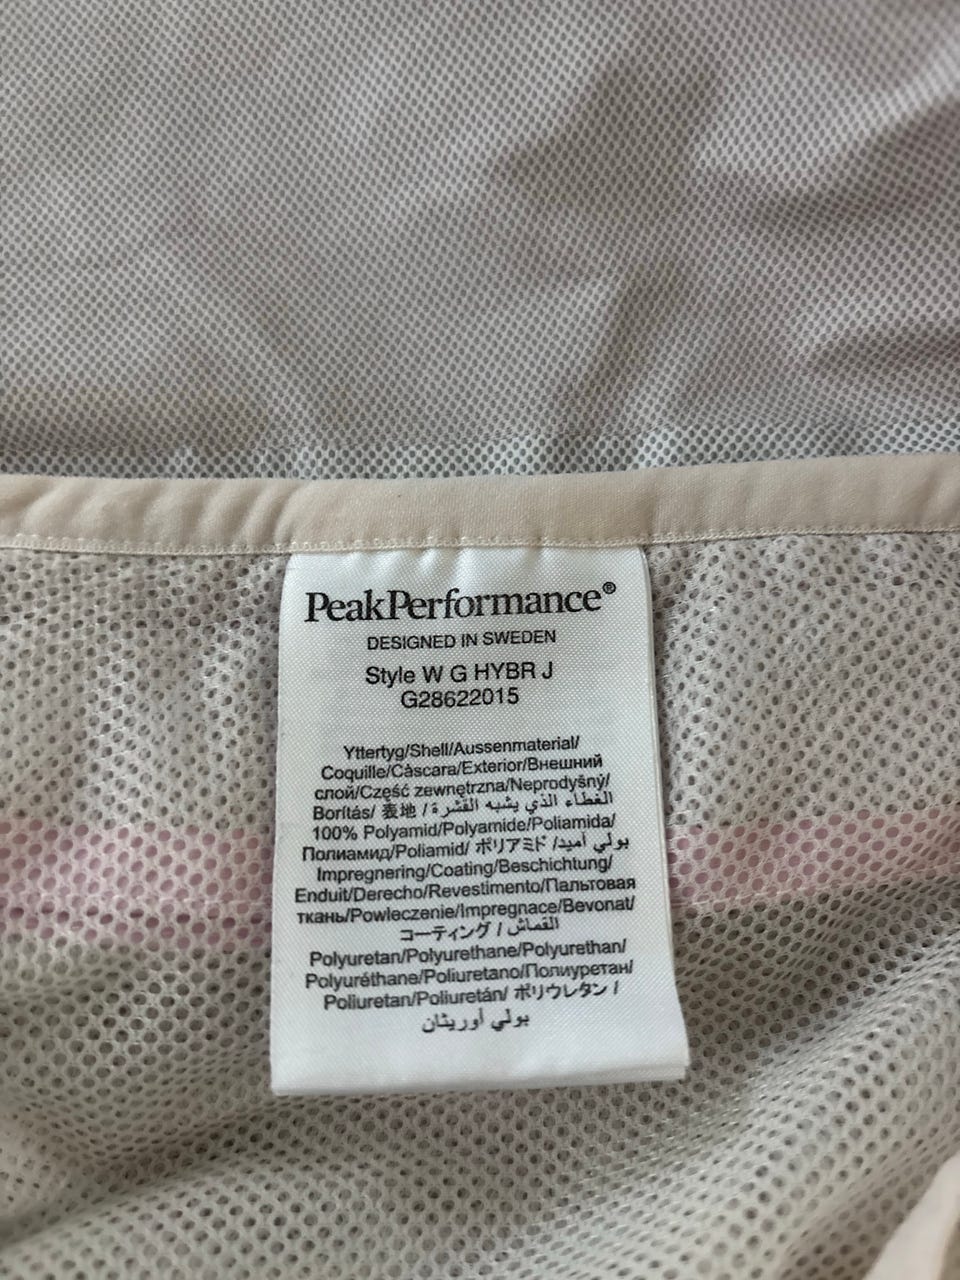 PeakPerformance®
DESIGNED IN SWEDEN
Style W G HYBR J
G28622015
Yttertyg/Shell/Aussenmaterial/
Coquille/Càscara/Exterior/Внешний
слой/Część zewnętrzna/Neprodyšný/
Borítás/ 表地 / الغطاء الذي يشبه القشرة/
100% Polyamid/Polyamide/Poliamida/
Полиамид/Poliamid/ ポリアミド /بولي أميد/
Impregnering/Coating/Beschichtung/
Enduit/Derecho/Revestimento/Пальтовая
ткань/Powleczenie/Impregnace/Bevonat/
コーティング / القماش/
Polyuretan/Polyurethane/Polyurethan/
Polyuréthane/Poliuretano/Полиуретан/
Poliuretan/Poliuretán/ ポリウレタン /
بولي أوريثان